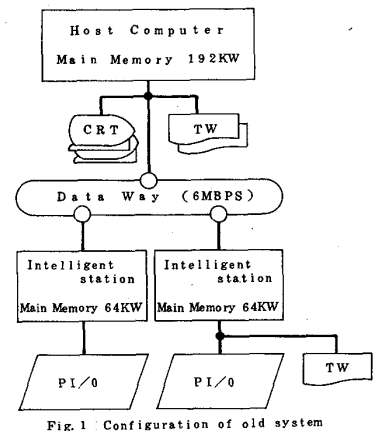 Host Computer
Main Memory 192KW
CRT
TW
Data Way (6MBPS)
Intelligent
station
Main Memory 64KW
Intelligent
station
Main Memory 64KW
PI/O
PI/O
TW
Fig. 1 Configuration of old system